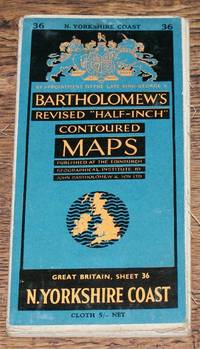 36 N. YORKSHIRE COAST 36
BY APPOINTMENT TO THE LATE KING GEORGE V
BARTHOLOMEW'S
REVISED "HALF-INCH"
CONTOURED
MAPS
PUBLISHED AT THE EDINBURGH
GEOGRAPHICAL INSTITUTE BY
JOHN BARTHOLOMEW & SON LTD
GREAT BRITAIN, SHEET 36
N. YORKSHIRE COAST
CLOTH 5/- NET